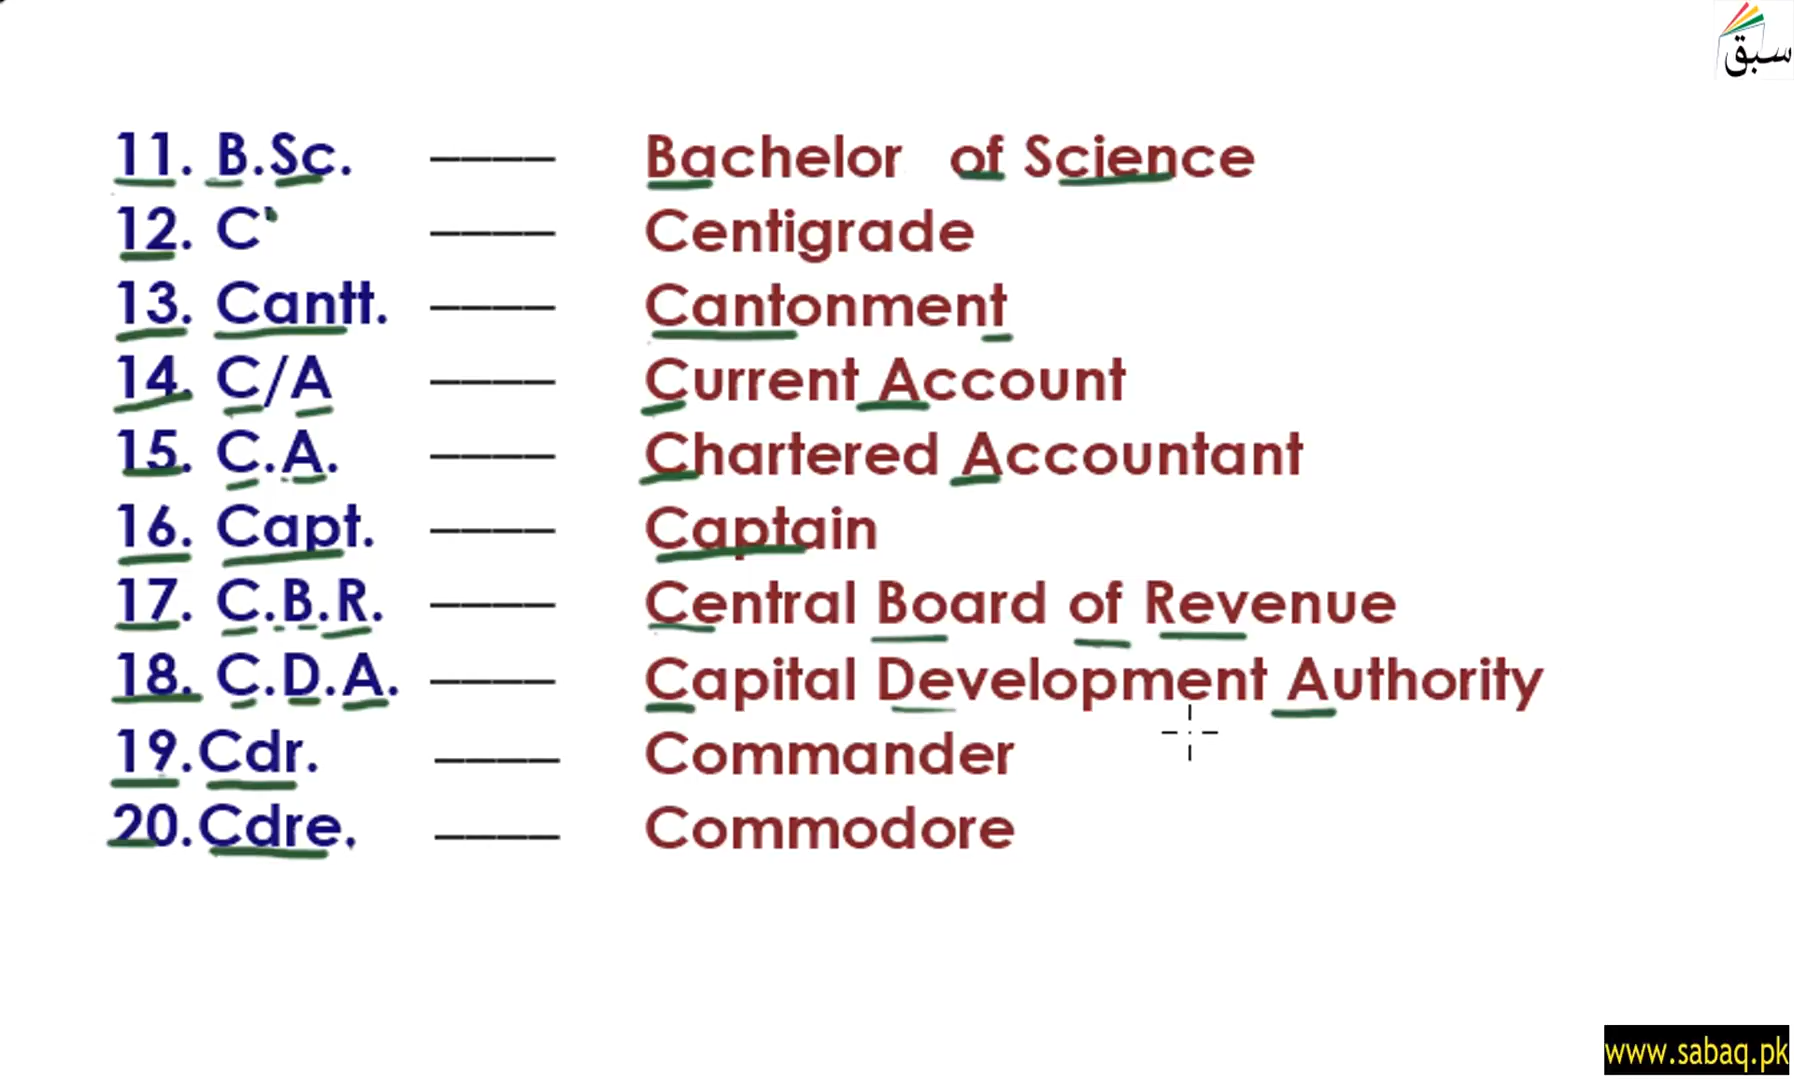 سبق
11. B.Sc. ---- Bachelor of Science
12. C' ---- Centigrade
13. Cantt. ---- Cantonment
14. C/A ---- Current Account
15. C.A. ---- Chartered Accountant
16. Capt. ---- Captain
17. C.B.R. ---- Central Board of Revenue
18. C.D.A. ---- Capital Development Authority
19.Cdr. ---- Commander
20.Cdre. ---- Commodore
www.sabaq.pk